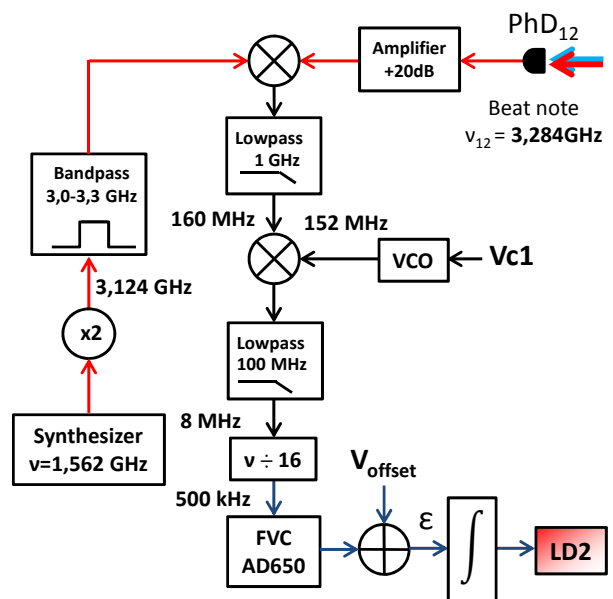 PhD12
Amplifier
+20dB
Beat note
ν12 = 3,284GHz
Lowpass
1 GHz
Bandpass
3,0-3,3 GHz
160 MHz
152 MHz
VCO
Vc1
3,124 GHz
x2
Lowpass
100 MHz
Synthesizer
ν=1,562 GHz
8 MHz
ν ÷ 16
Voffset
500 kHz
FVC
AD650
ε
∫
LD2